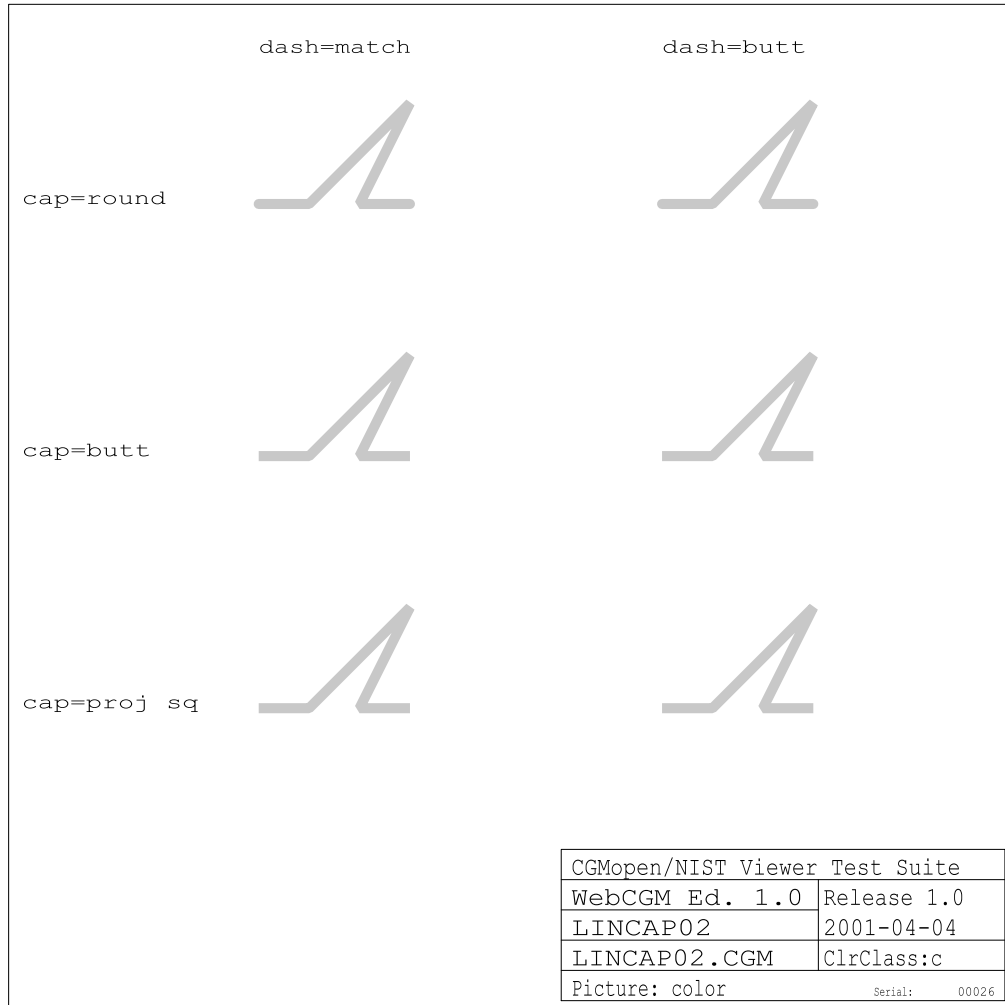 dash=match dash=butt
cap=round
cap=butt
cap=proj sq
CGMopen/NIST Viewer Test Suite
WebCGM Ed. 1.0 Release 1.0
LINCAP02 2001-04-04
LINCAP02.CGM ClrClass:c
Picture: color Serial: 00026